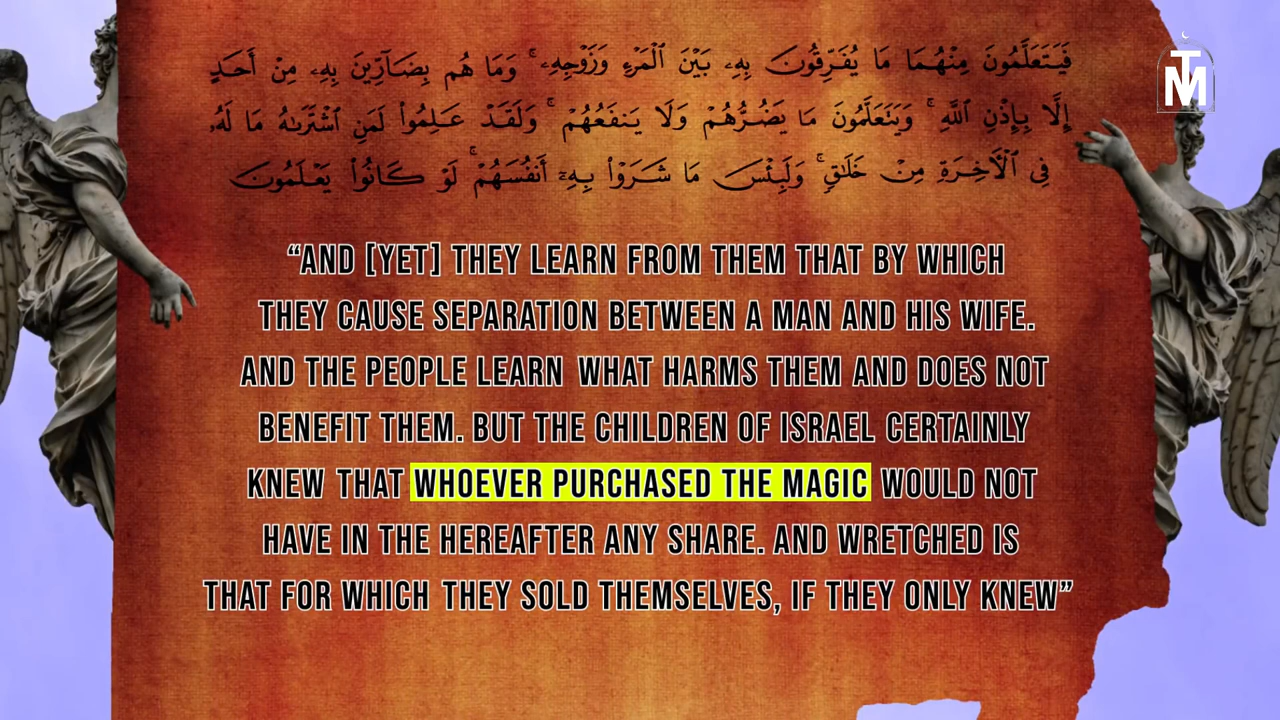 فَيَتَعَلَّمُونَ مِنْهُمَا مَا يُفَرِّقُونَ بِهِۦ بَيْنَ ٱلْمَرْءِ وَزَوْجِهِۦ ۚ وَمَا هُم بِضَآرِّينَ بِهِۦ مِنْ أَحَدٍ
إِلَّا بِإِذْنِ ٱللَّهِ ۚ وَيَتَعَلَّمُونَ مَا يَضُرُّهُمْ وَلَا يَنفَعُهُمْ ۚ وَلَقَدْ عَلِمُوا۟ لَمَنِ ٱشْتَرَىٰهُ مَا لَهُۥ
فِى ٱلْـَٔاخِرَةِ مِنْ خَلَـٰقٍ ۚ وَلَبِئْسَ مَا شَرَوْا۟ بِهِۦٓ أَنفُسَهُمْ ۚ لَوْ كَانُوا۟ يَعْلَمُونَ
“AND [YET] THEY LEARN FROM THEM THAT BY WHICH
THEY CAUSE SEPARATION BETWEEN A MAN AND HIS WIFE.
AND THE PEOPLE LEARN WHAT HARMS THEM AND DOES NOT
BENEFIT THEM. BUT THE CHILDREN OF ISRAEL CERTAINLY
KNEW THAT WHOEVER PURCHASED THE MAGIC WOULD NOT
HAVE IN THE HEREAFTER ANY SHARE. AND WRETCHED IS
THAT FOR WHICH THEY SOLD THEMSELVES, IF THEY ONLY KNEW”
TM